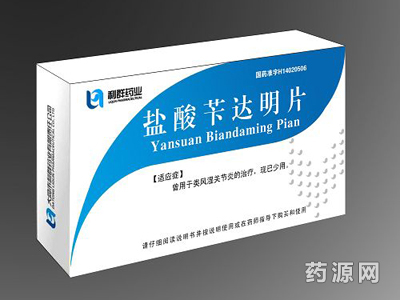 国药准字H14020506
利群药业
LIQUN PHARMACEUTICAL
盐酸苄达明片
Yansuan Biandaming Pian
【适应症】
曾用于类风湿关节炎的治疗，现已少用。
请仔细阅读说明书并按说明使用或在药师指导下购买和使用
药源网